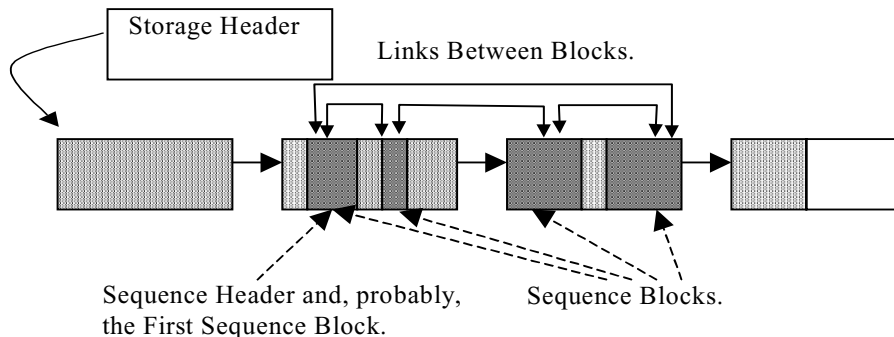 Storage Header
Links Between Blocks.
Sequence Header and, probably,
the First Sequence Block.
Sequence Blocks.